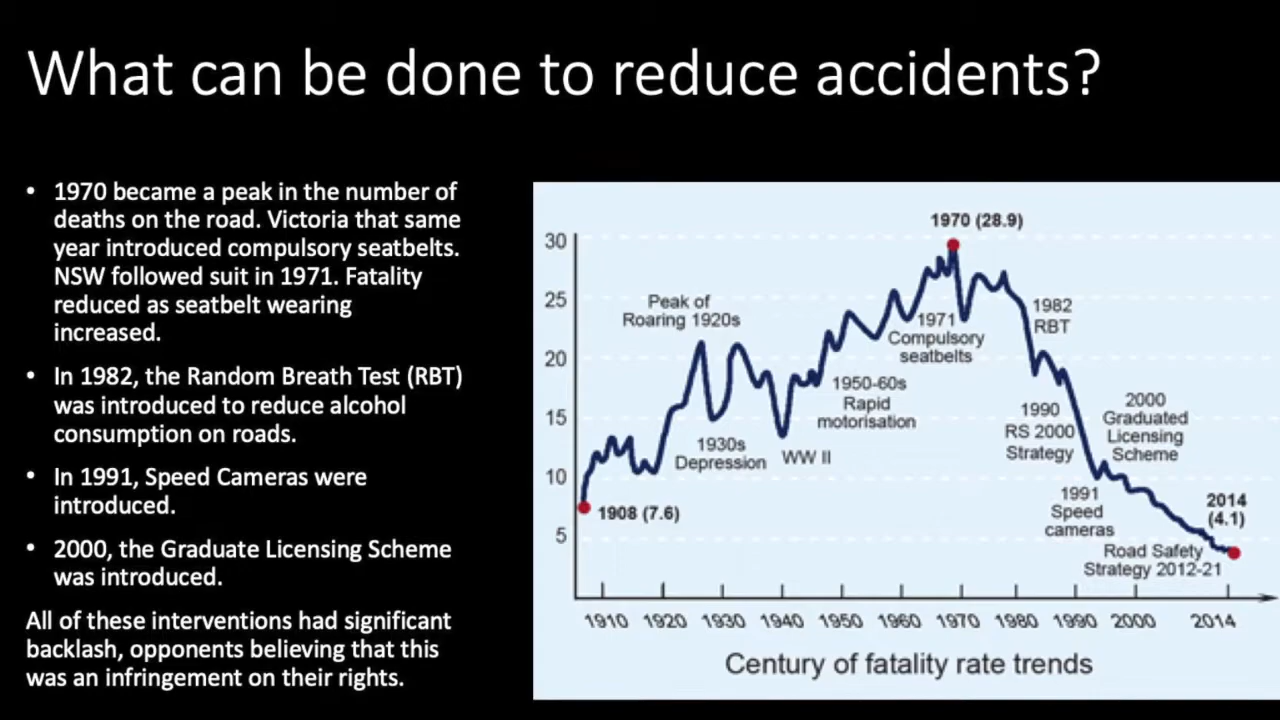 What can be done to reduce accidents?
• 1970 became a peak in the number of
deaths on the road. Victoria that same
year introduced compulsory seatbelts.
NSW followed suit in 1971. Fatality
reduced as seatbelt wearing
increased.
• In 1982, the Random Breath Test (RBT)
was introduced to reduce alcohol
consumption on roads.
• In 1991, Speed Cameras were
introduced.
• 2000, the Graduate Licensing Scheme
was introduced.
All of these interventions had significant
backlash, opponents believing that this
was an infringement on their rights.
30
25
20
15
10
5
1908 (7.6)
Peak of
Roaring 1920s
1930s
Depression
WW II
1950-60s
Rapid
motorisation
1970 (28.9)
1971
Compulsory
seatbelts
1982
RBT
1990
RS 2000
Strategy
1991
Speed
cameras
2000
Graduated
Licensing
Scheme
2014
(4.1)
Road Safety
Strategy 2012-21
1910 1920 1930 1940 1950 1960 1970 1980 1990 2000 2014
Century of fatality rate trends